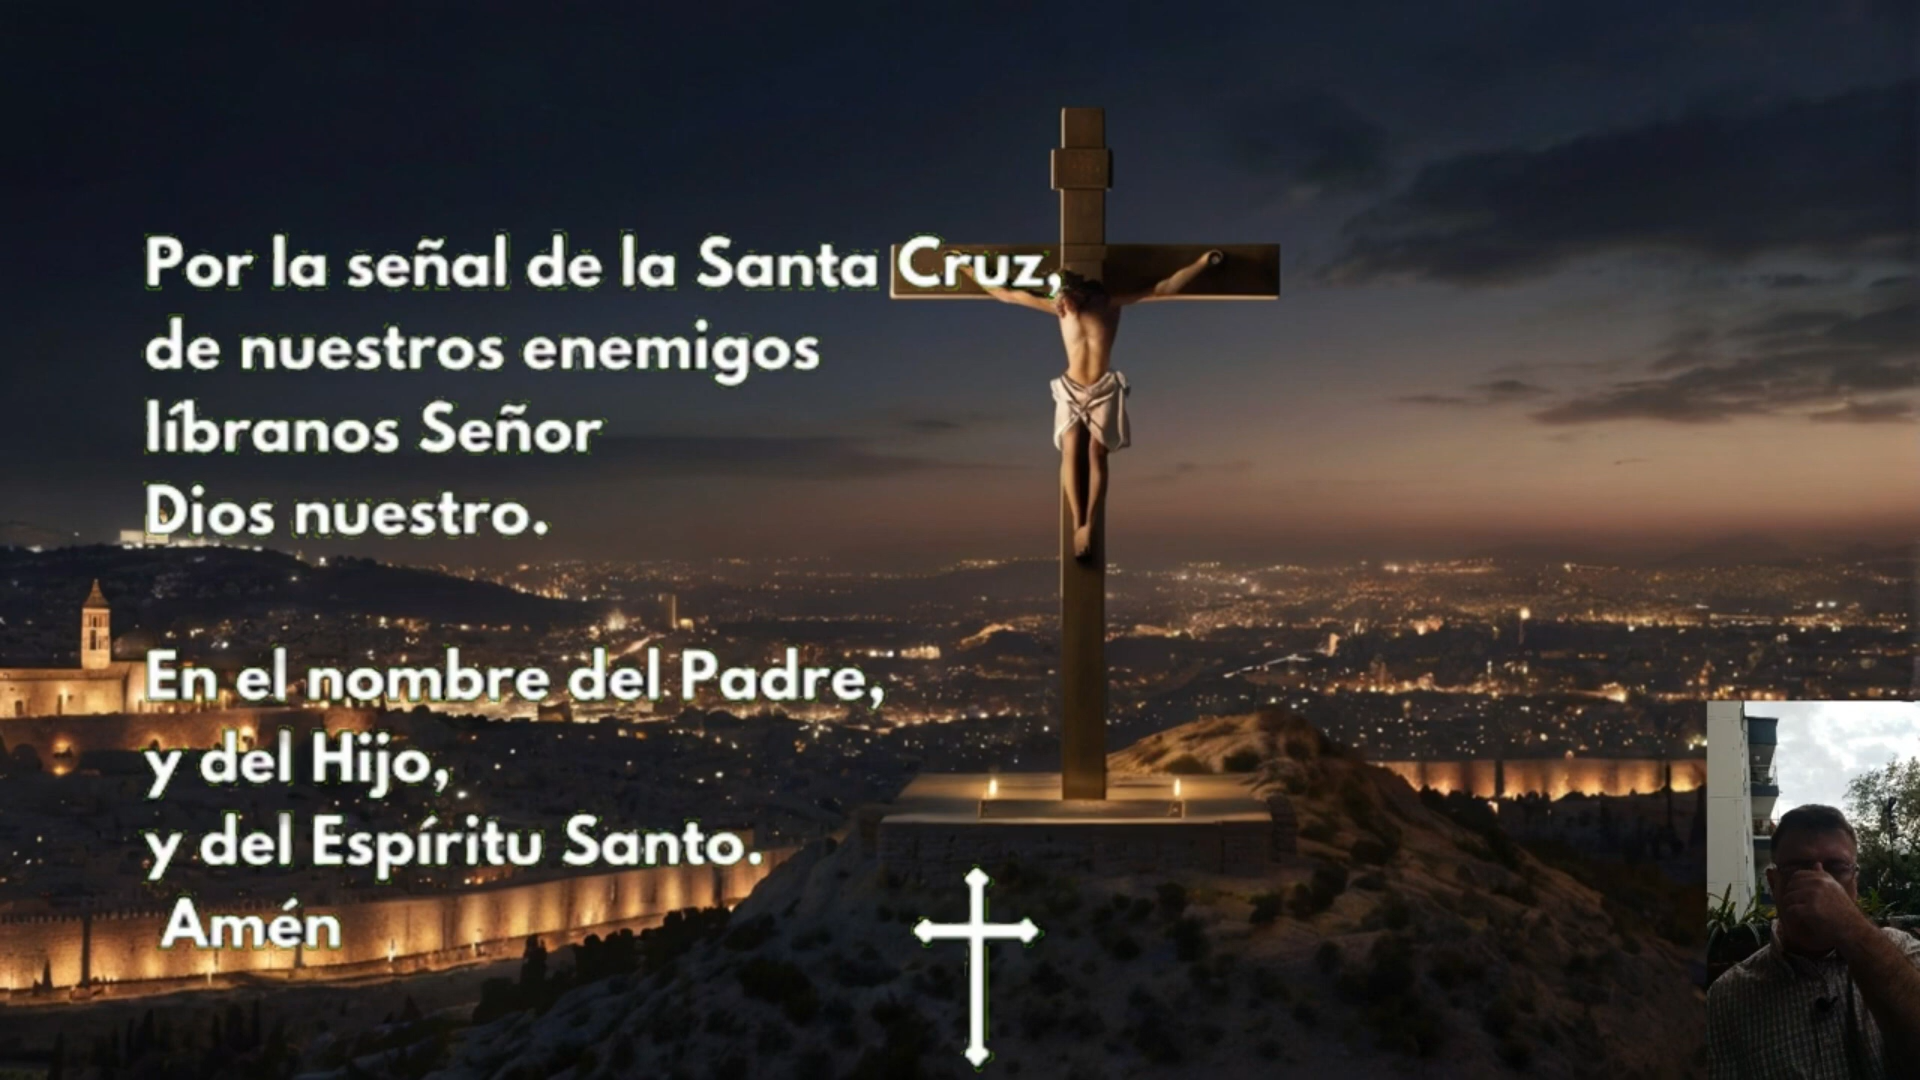 Por la señal de la Santa Cruz,
de nuestros enemigos
líbranos Señor
Dios nuestro.
En el nombre del Padre,
y del Hijo,
y del Espíritu Santo.
Amén